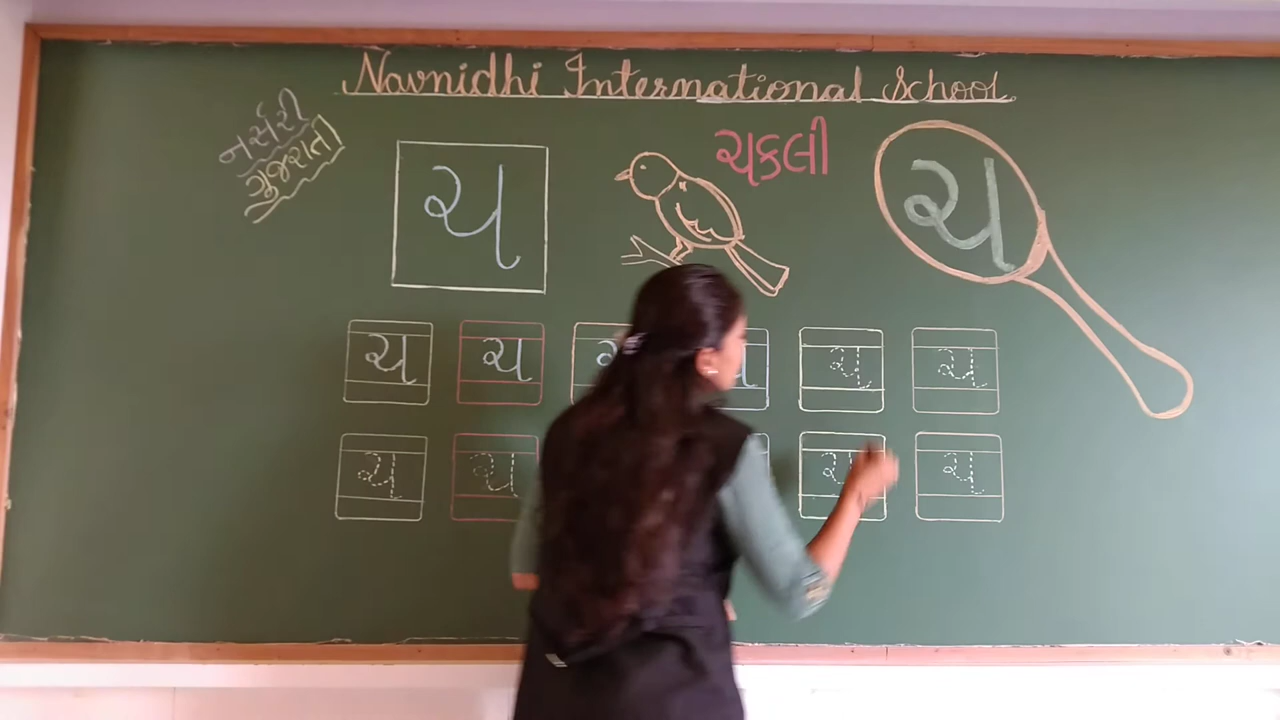 Navnidhi International School
નર્સરી
ગુજરાતી
ચ
ચકલી
ચ
ચ ચ ચ ચ ચ ચ
ચ ચ ચ ચ